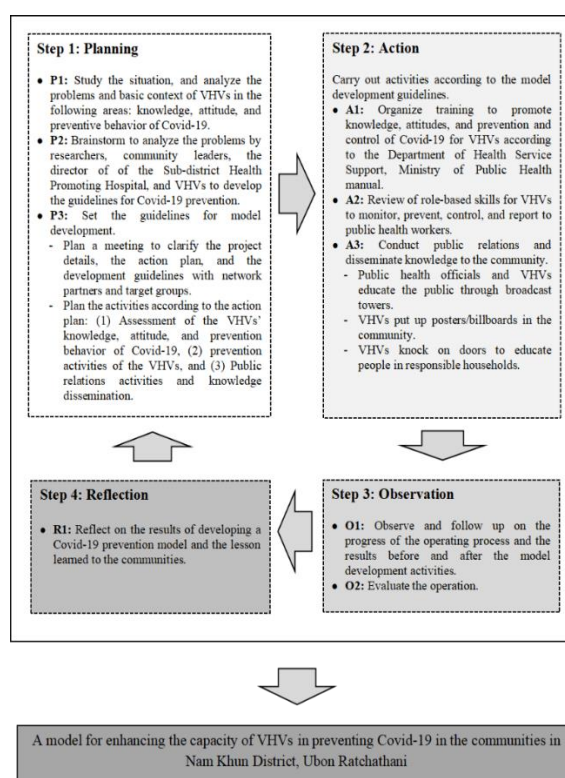 Step 1: Planning
● P1: Study the situation, and analyze the
problems and basic context of VHVs in
the following areas: knowledge, attitude, and
preventive behavior of Covid-19.
● P2: Brainstorm to analyze the problems by
researchers, community leaders, the
director of of the Sub-district Health
Promoting Hospital, and VHVs to develop
the guidelines for Covid-19 prevention.
● P3: Set the guidelines for model
development.
- Plan a meeting to clarify the project
details, the action plan, and the
development guidelines with network
partners and target groups.
- Plan the activities according to the action
plan: (1) Assessment of the VHVs’
knowledge, attitude, and prevention
behavior of Covid-19, (2) prevention
activities of the VHVs, and (3) Public
relations activities and knowledge
dissemination.
Step 2: Action
Carry out activities according to the model
development guidelines.
● A1: Organize training to promote
knowledge, attitudes, and prevention and
control of Covid-19 for VHVs according
to the Department of Health Service
Support, Ministry of Public Health
manual.
● A2: Review of role-based skills for VHVs
to monitor, prevent, control, and report to
public health workers.
● A3: Conduct public relations and
disseminate knowledge to the community.
- Public health officials and VHVs
educate the public through broadcast
towers.
- VHVs put up posters/billboards in the
community.
- VHVs knock on doors to educate
people in responsible households.
Step 3: Observation
● O1: Observe and follow up on the
progress of the operating process and the
results before and after the model
development activities.
● O2: Evaluate the operation.
Step 4: Reflection
● R1: Reflect on the results of developing a
Covid-19 prevention model and the lesson
learned to the communities.
A model for enhancing the capacity of VHVs in preventing Covid-19 in the communities in
Nam Khun District, Ubon Ratchathani